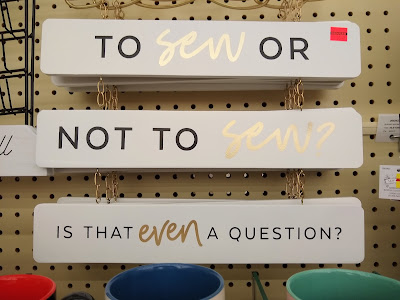 TO sew OR
NOT TO sew?
IS THAT even A QUESTION?